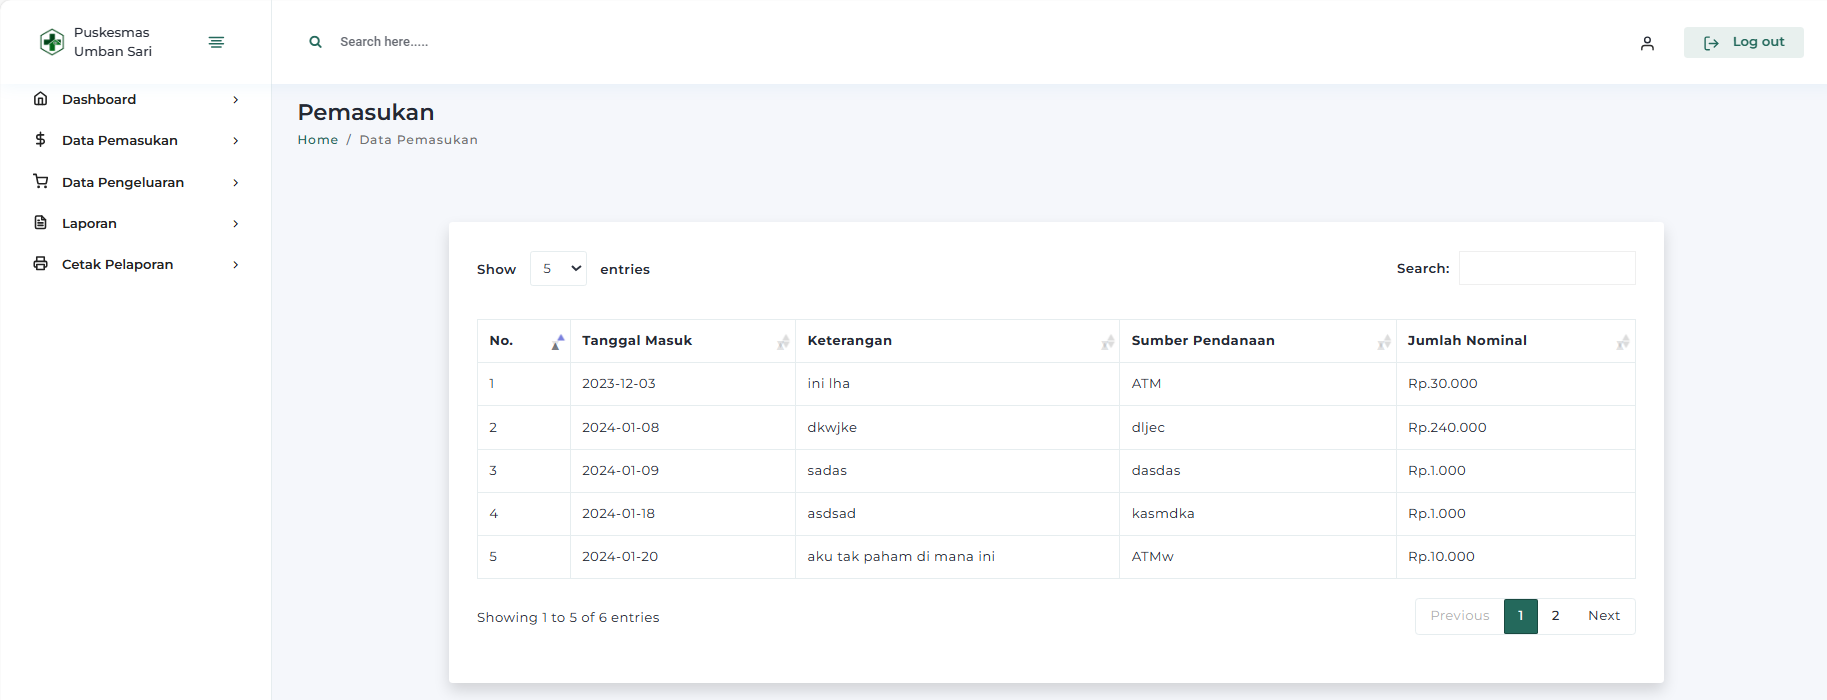 Puskesmas
Umban Sari
Search here.....
Log out
Dashboard
Data Pemasukan
Data Pengeluaran
Laporan
Cetak Pelaporan
Pemasukan
Home / Data Pemasukan
Show 5 entries
Search:
No. Tanggal Masuk Keterangan Sumber Pendanaan Jumlah Nominal
1 2023-12-03 ini lha ATM Rp.30.000
2 2024-01-08 dkwjke dljec Rp.240.000
3 2024-01-09 sadas dasdas Rp.1.000
4 2024-01-18 asdsad kasmdka Rp.1.000
5 2024-01-20 aku tak paham di mana ini ATMw Rp.10.000
Showing 1 to 5 of 6 entries
Previous 1 2 Next